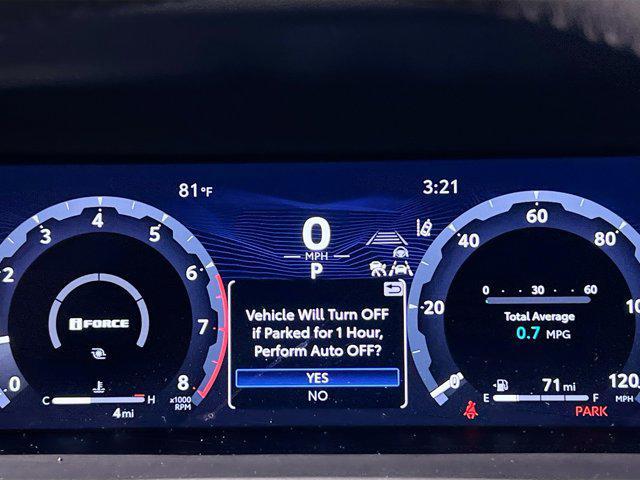 81°F
3:21
0
MPH
P
0
2
3
4
5
6
7
8
x1000
RPM
i FORCE
C
H
4 mi
Vehicle Will Turn OFF
if Parked for 1 Hour,
Perform Auto OFF?
YES
NO
0
20
40
60
80
120
MPH
0 30 60
Total Average
0.7 MPG
71 mi
E
F
PARK